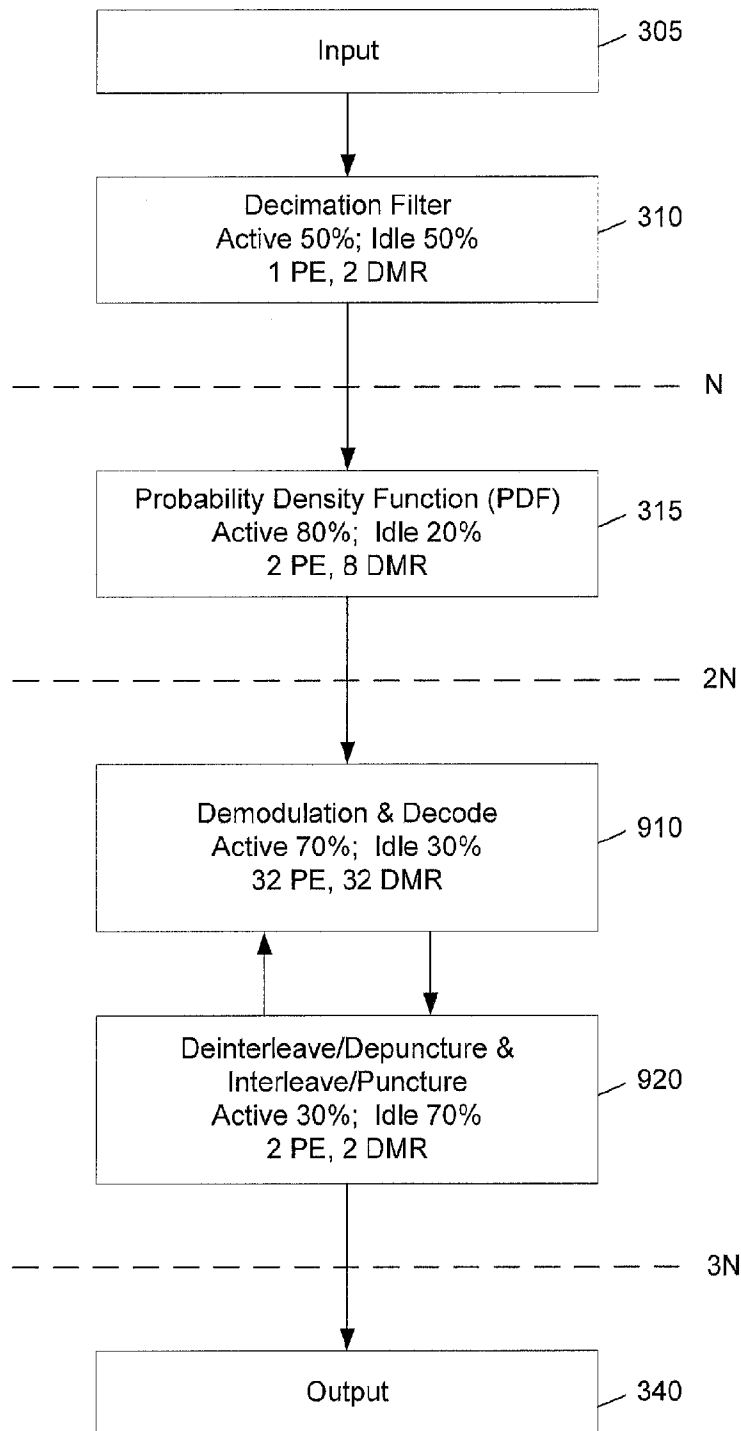 Input
305
Decimation Filter
Active 50%; Idle 50%
1 PE, 2 DMR
310
N
Probability Density Function (PDF)
Active 80%; Idle 20%
2 PE, 8 DMR
315
2N
Demodulation & Decode
Active 70%; Idle 30%
32 PE, 32 DMR
910
Deinterleave/Depuncture &
Interleave/Puncture
Active 30%; Idle 70%
2 PE, 2 DMR
920
3N
Output
340